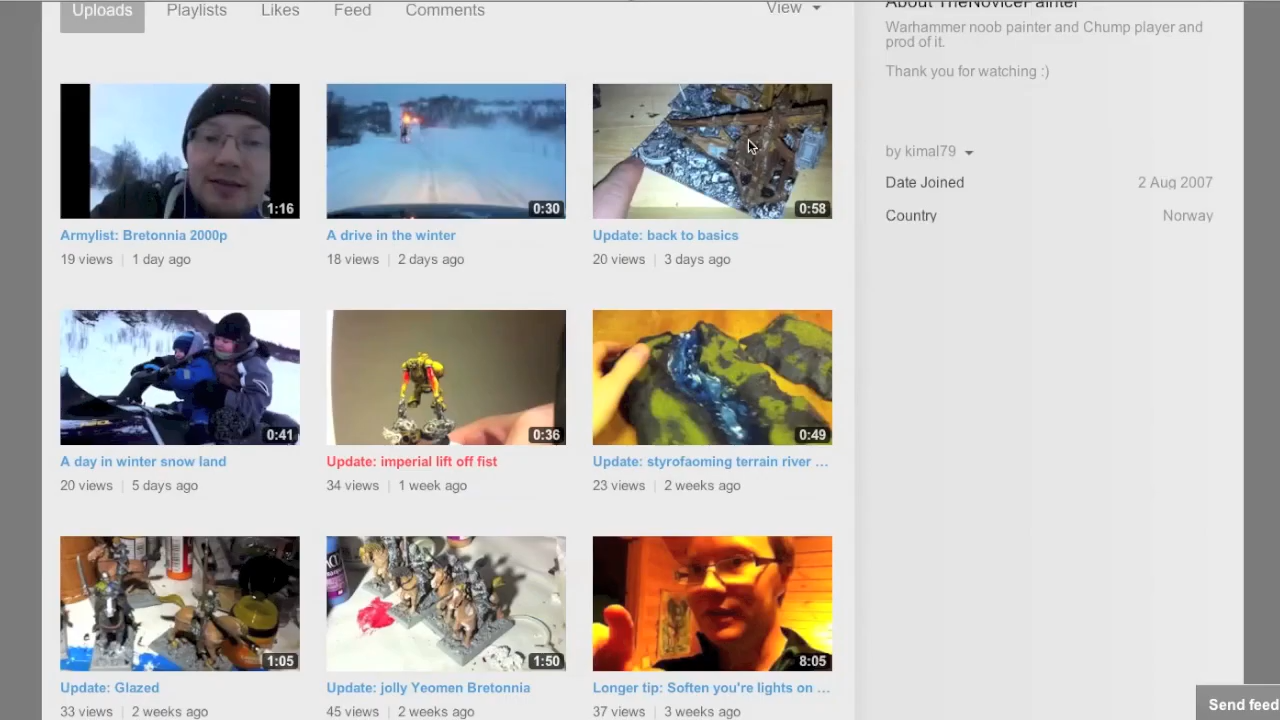 Uploads Playlists Likes Feed Comments View
About TheNovicePainter
Warhammer noob painter and Chump player and
prod of it.
Thank you for watching :)
by kimal79
Date Joined 2 Aug 2007
Country Norway
1:16 0:30 0:58
Armylist: Bretonnia 2000p A drive in the winter Update: back to basics
19 views | 1 day ago 18 views | 2 days ago 20 views | 3 days ago
0:41 0:36 0:49
A day in winter snow land Update: imperial lift off fist Update: styrofaoming terrain river ...
20 views | 5 days ago 34 views | 1 week ago 23 views | 2 weeks ago
1:05 1:50 8:05
Update: Glazed Update: jolly Yeomen Bretonnia Longer tip: Soften you're lights on ...
33 views | 2 weeks ago 45 views | 2 weeks ago 37 views | 3 weeks ago
Send feed